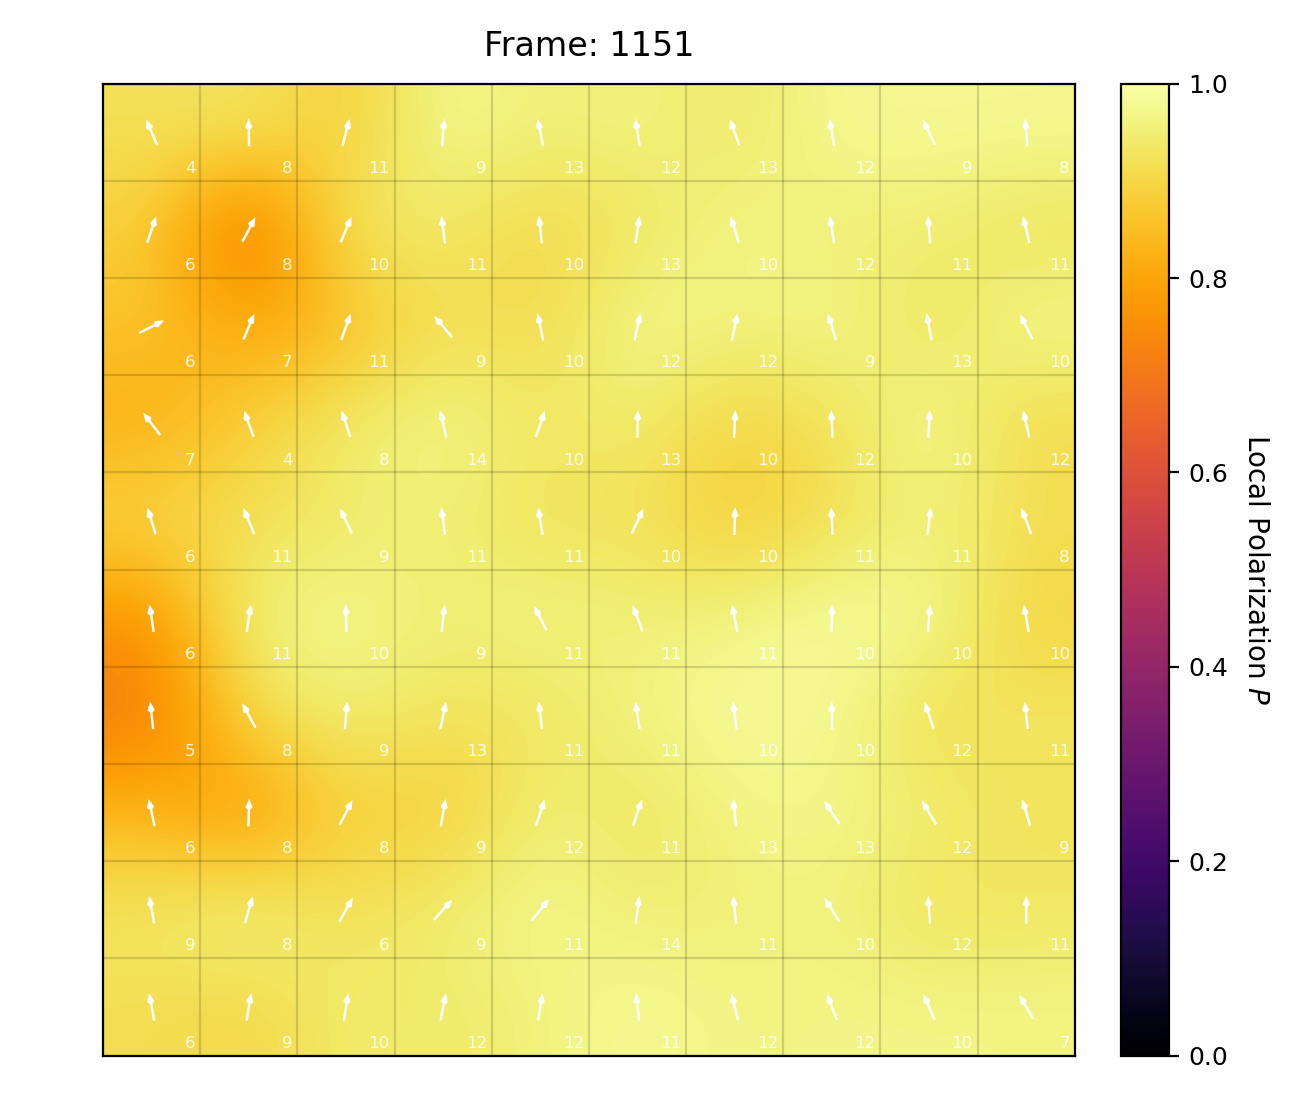 Frame: 1151
4 8 11 9 13 12 13 12 9 8
6 8 10 11 10 13 10 12 11 11
6 7 11 9 10 12 12 9 13 10
7 4 8 14 10 13 10 12 10 12
6 11 9 11 11 10 10 11 11 8
6 11 10 9 11 11 11 10 10 10
5 8 9 13 11 11 10 10 12 11
6 8 8 9 12 11 13 13 12 9
9 8 6 9 11 14 11 10 12 11
6 9 10 12 12 11 12 12 10 7
1.0
0.8
0.6
0.4
0.2
0.0
Local Polarization P